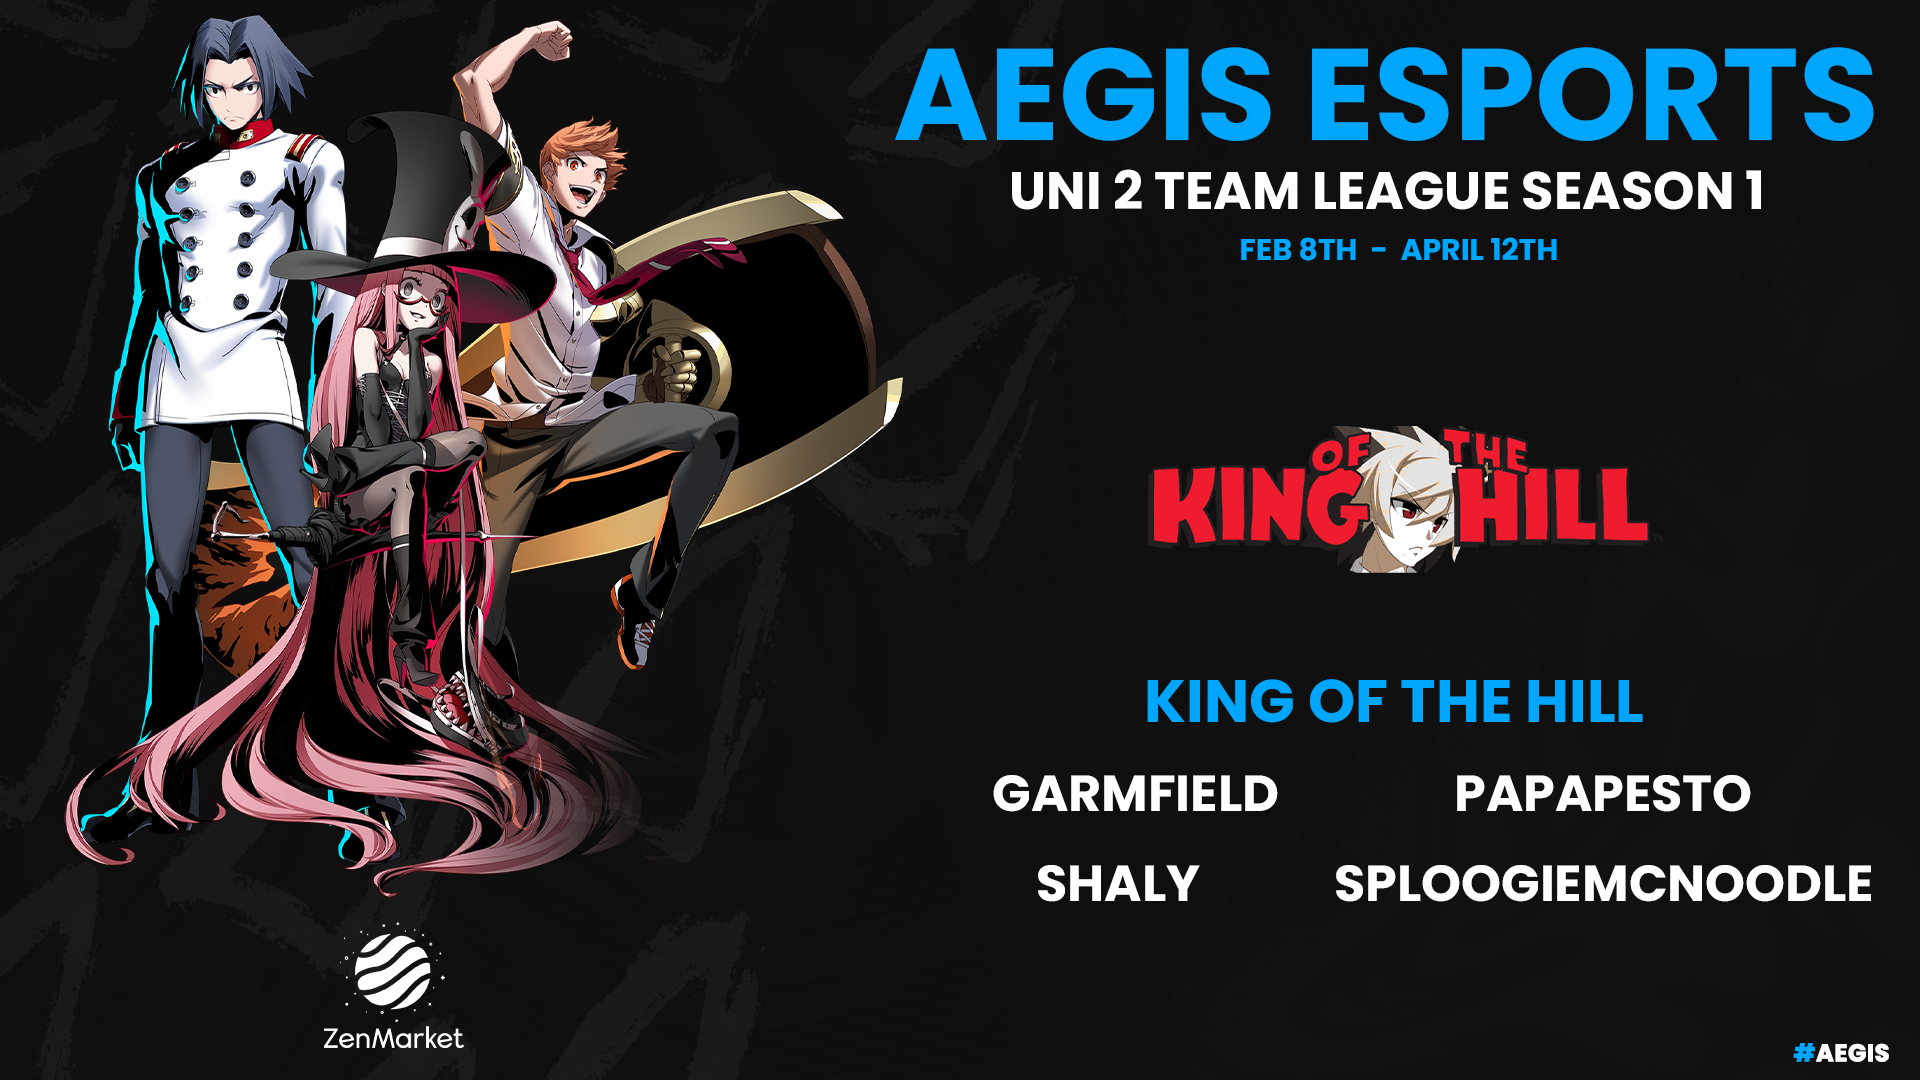 AEGIS ESPORTS
UNI 2 TEAM LEAGUE SEASON 1
FEB 8TH - APRIL 12TH
KING OF THE HILL
KING OF THE HILL
GARMFIELD
PAPAPESTO
SHALY
SPLOOGIEMCNOODLE
ZenMarket
#AEGIS